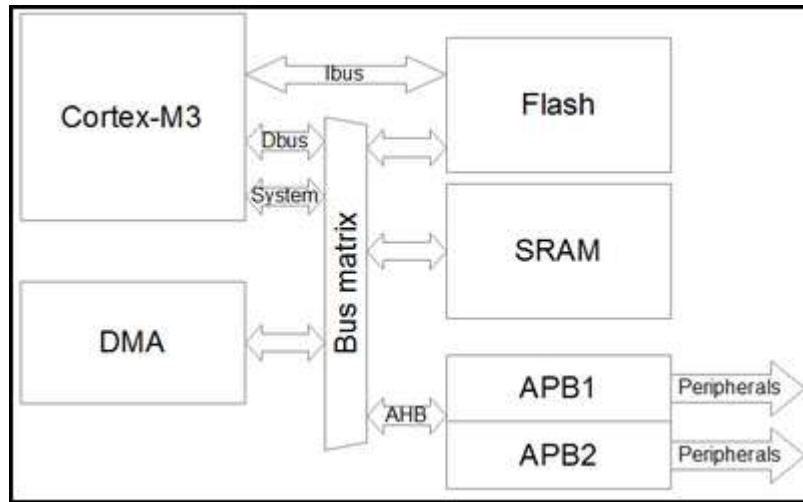 Cortex-M3
Ibus
Flash
Dbus
System
Bus matrix
SRAM
DMA
AHB
APB1
Peripherals
APB2
Peripherals